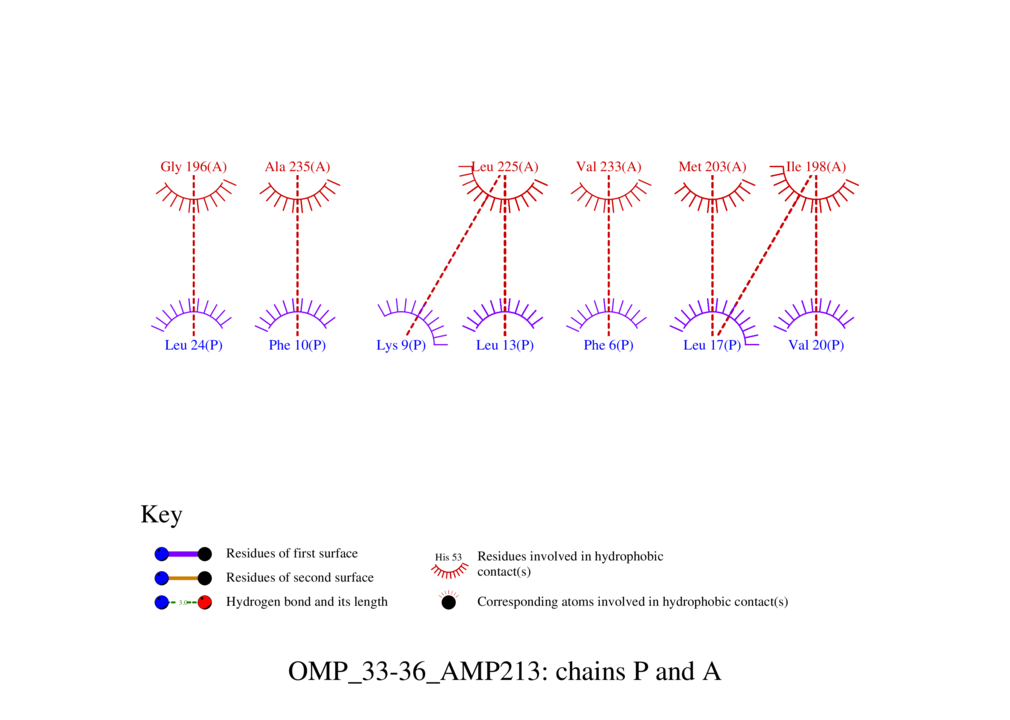 Gly 196(A) Ala 235(A) Leu 225(A) Val 233(A) Met 203(A) Ile 198(A)
Leu 24(P) Phe 10(P) Lys 9(P) Leu 13(P) Phe 6(P) Leu 17(P) Val 20(P)
Key
Residues of first surface
Residues of second surface
3.0
Hydrogen bond and its length
His 53
Residues involved in hydrophobic
contact(s)
Corresponding atoms involved in hydrophobic contact(s)
OMP_33-36_AMP213: chains P and A